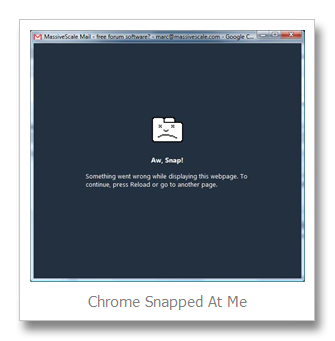 MassiveScale Mail - free forum software? - marc@massivescale.com - Google C...
Aw, Snap!
Something went wrong while displaying this webpage. To
continue, press Reload or go to another page.
Chrome Snapped At Me